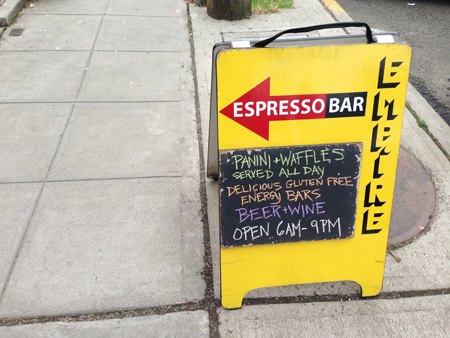 ESPRESSO BAR
EMPIRE
PANINI + WAFFLES
SERVED ALL DAY
DELICIOUS GLUTEN FREE
ENERGY BARS
BEER + WINE
OPEN 6AM - 9PM